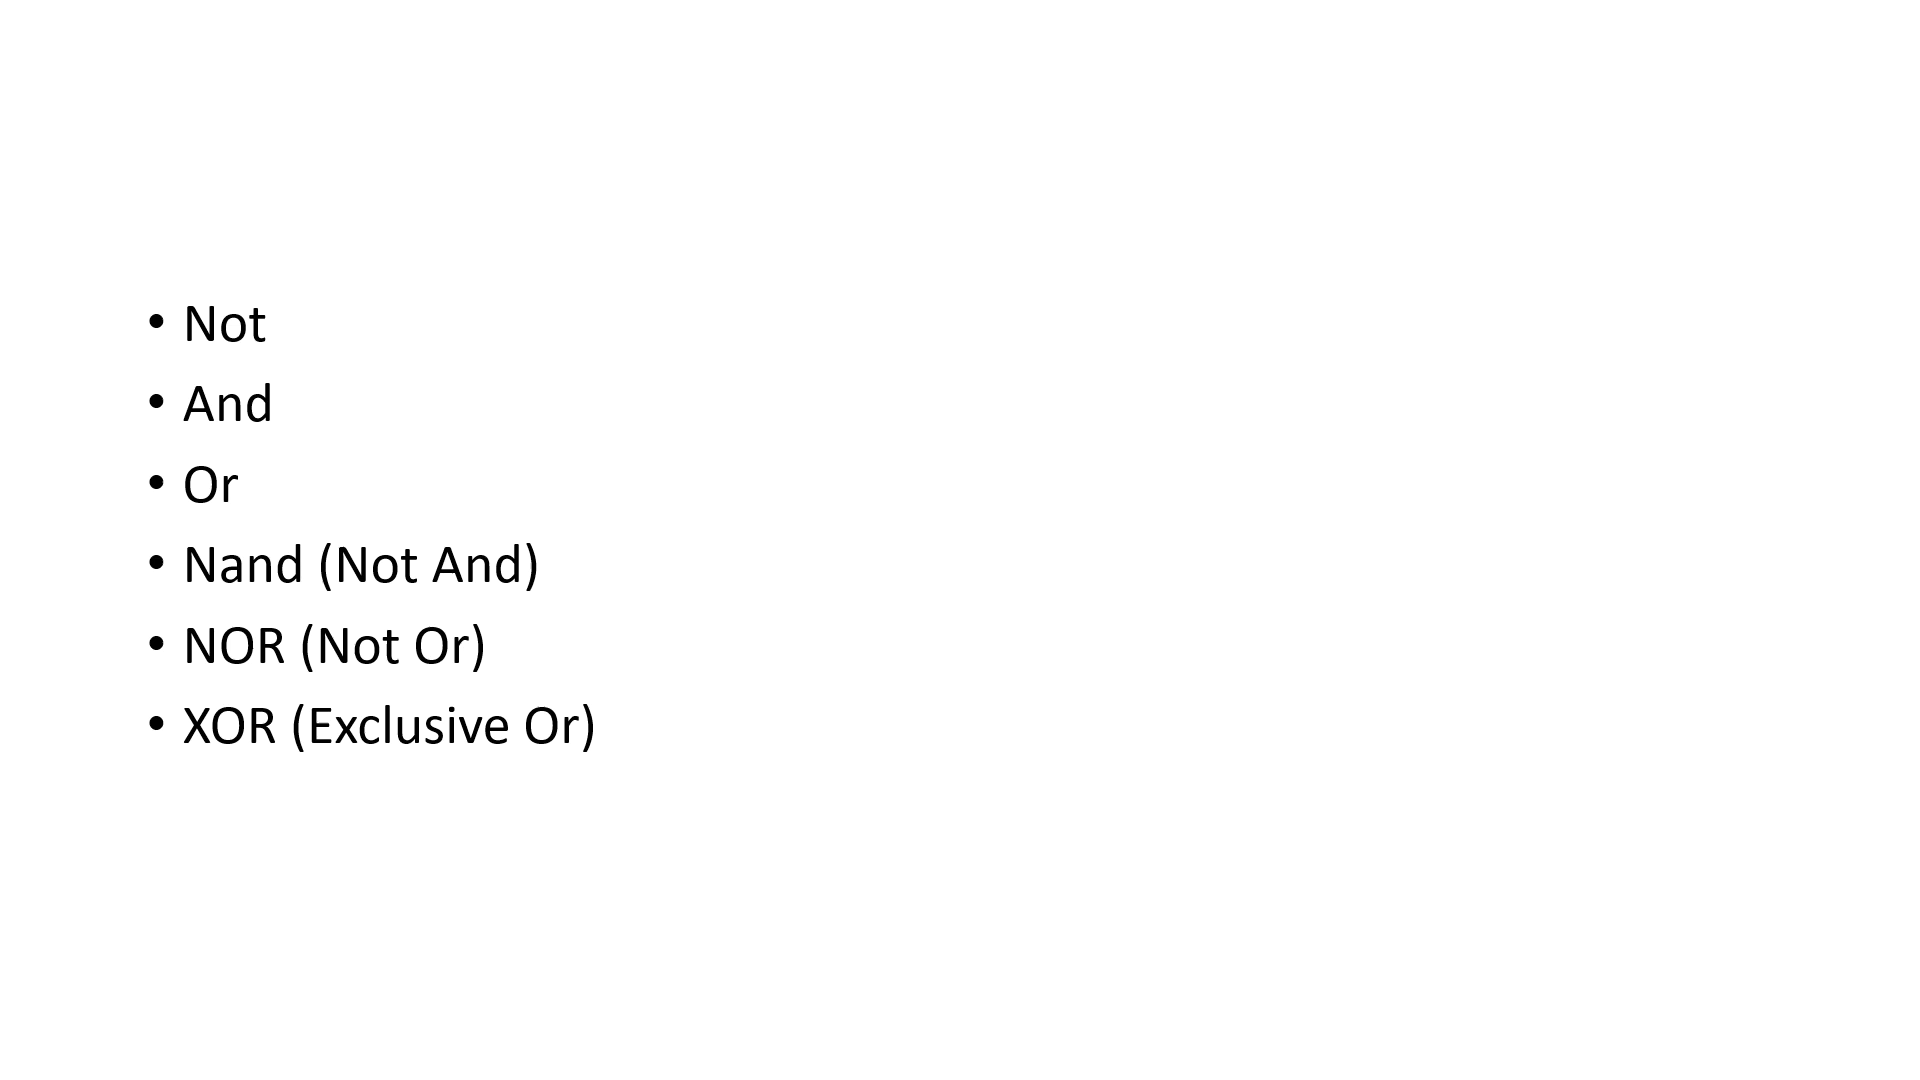 • Not
• And
• Or
• Nand (Not And)
• NOR (Not Or)
• XOR (Exclusive Or)